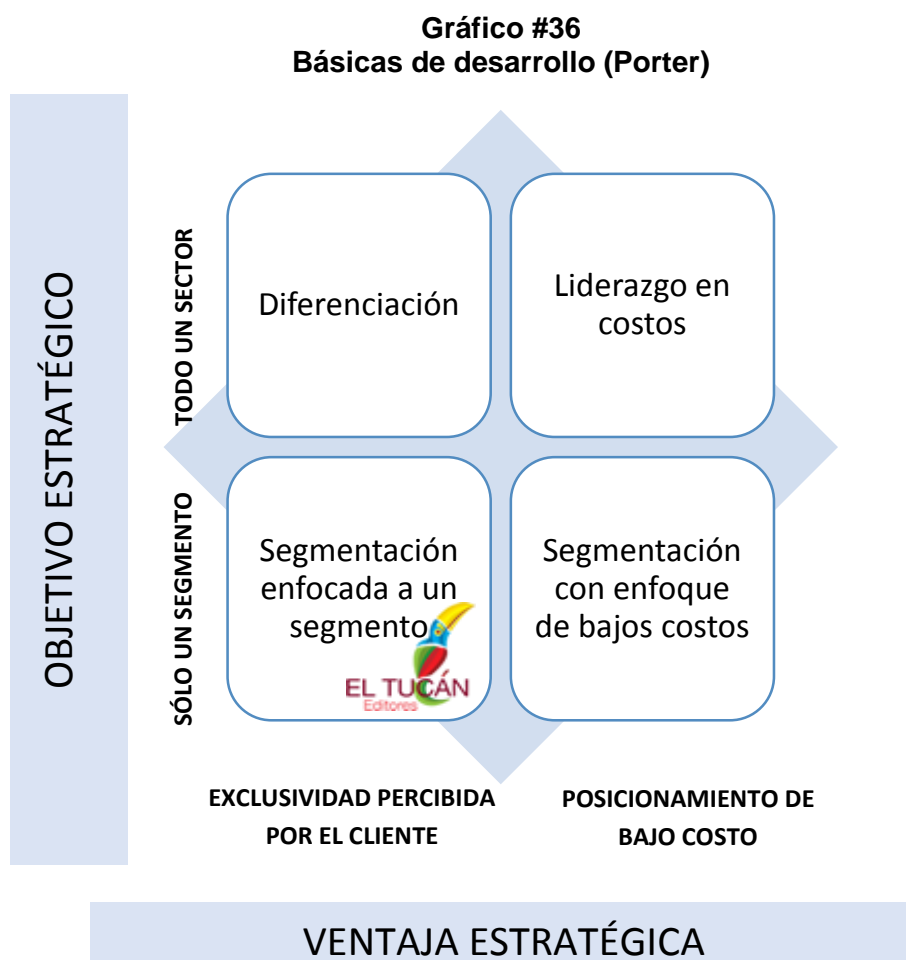 Gráfico #36
Básicas de desarrollo (Porter)
OBJETIVO ESTRATÉGICO
TODO UN SECTOR
Diferenciación
Liderazgo en
costos
SÓLO UN SEGMENTO
Segmentación
enfocada a un
segmento
EL TUCÁN
Editores
Segmentación
con enfoque
de bajos costos
EXCLUSIVIDAD PERCIBIDA
POR EL CLIENTE
POSICIONAMIENTO DE
BAJO COSTO
VENTAJA ESTRATÉGICA